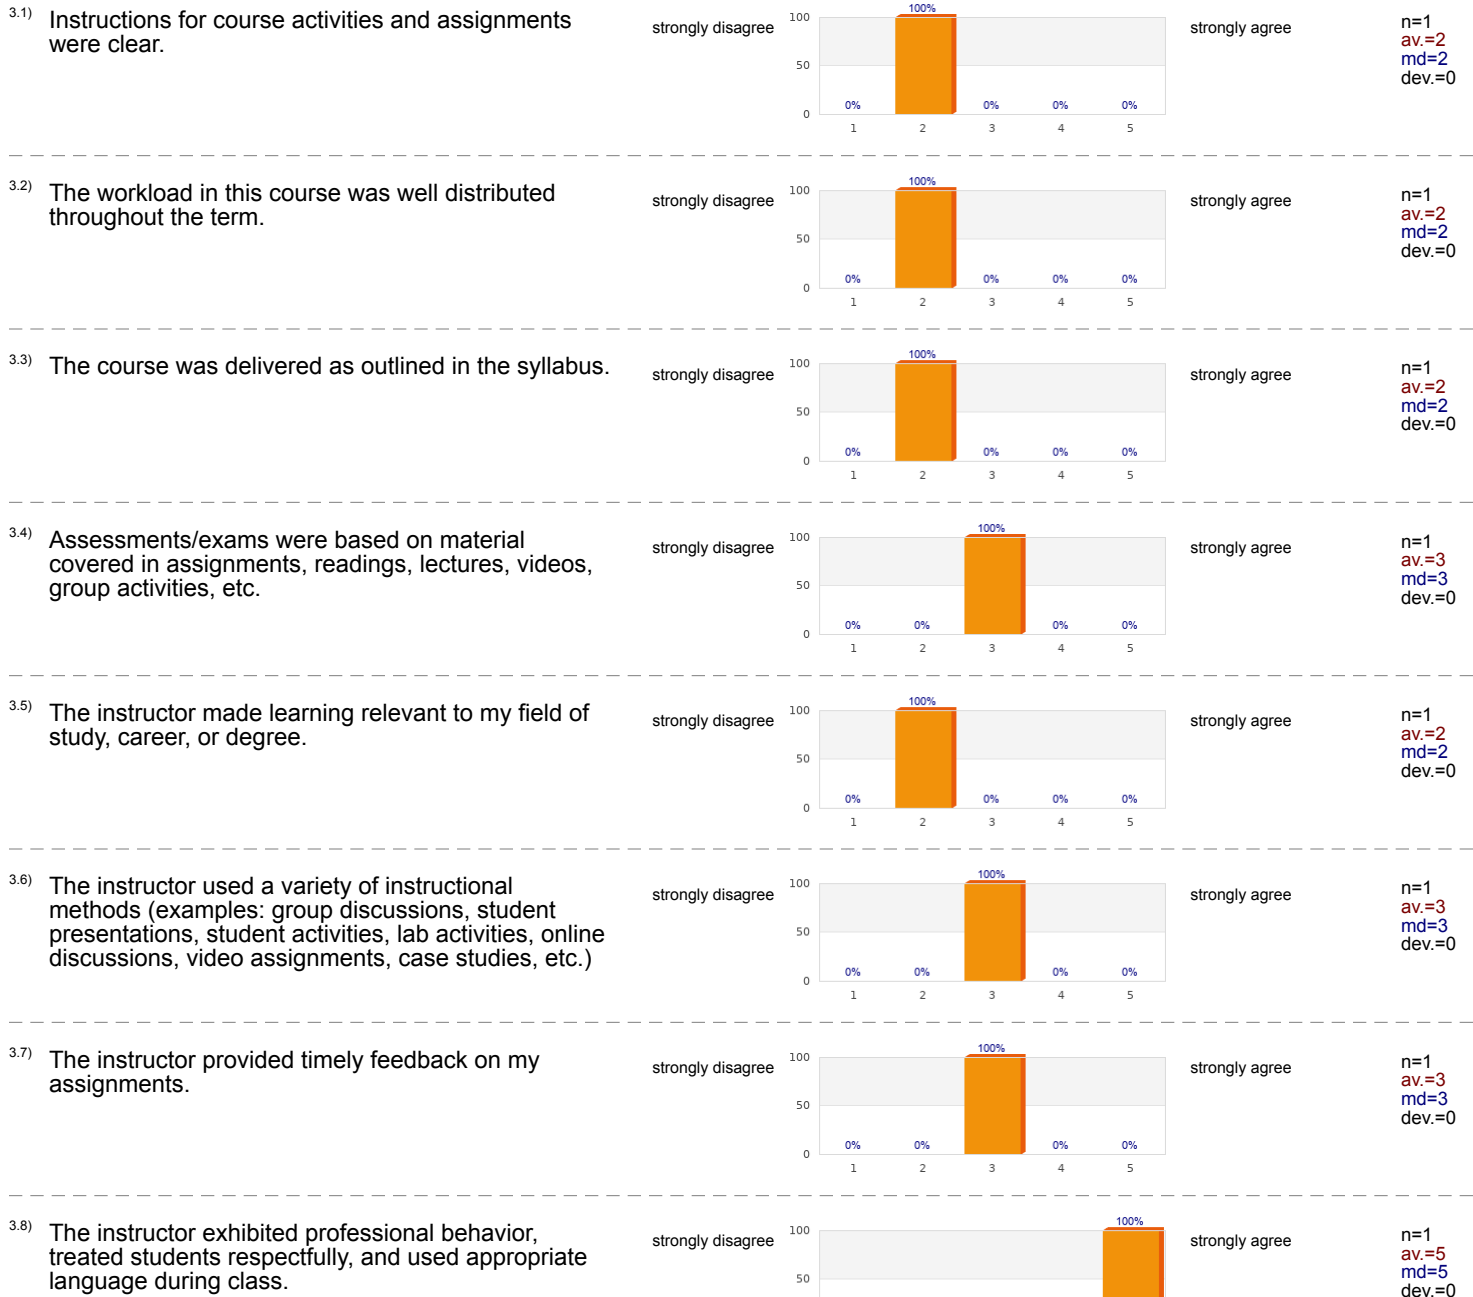 3.1) Instructions for course activities and assignments
were clear.
strongly disagree
100
50
0
100%
0% 0% 0% 0%
1 2 3 4 5
strongly agree
n=1
av.=2
md=2
dev.=0
3.2) The workload in this course was well distributed
throughout the term.
strongly disagree
100
50
0
100%
0% 0% 0% 0%
1 2 3 4 5
strongly agree
n=1
av.=2
md=2
dev.=0
3.3) The course was delivered as outlined in the syllabus.
strongly disagree
100
50
0
100%
0% 0% 0% 0%
1 2 3 4 5
strongly agree
n=1
av.=2
md=2
dev.=0
3.4) Assessments/exams were based on material
covered in assignments, readings, lectures, videos,
group activities, etc.
strongly disagree
100
50
0
100%
0% 0% 0% 0%
1 2 3 4 5
strongly agree
n=1
av.=3
md=3
dev.=0
3.5) The instructor made learning relevant to my field of
study, career, or degree.
strongly disagree
100
50
0
100%
0% 0% 0% 0%
1 2 3 4 5
strongly agree
n=1
av.=2
md=2
dev.=0
3.6) The instructor used a variety of instructional
methods (examples: group discussions, student
presentations, student activities, lab activities, online
discussions, video assignments, case studies, etc.)
strongly disagree
100
50
0
100%
0% 0% 0% 0%
1 2 3 4 5
strongly agree
n=1
av.=3
md=3
dev.=0
3.7) The instructor provided timely feedback on my
assignments.
strongly disagree
100
50
0
100%
0% 0% 0% 0%
1 2 3 4 5
strongly agree
n=1
av.=3
md=3
dev.=0
3.8) The instructor exhibited professional behavior,
treated students respectfully, and used appropriate
language during class.
strongly disagree
100
50
100%
strongly agree
n=1
av.=5
md=5
dev.=0